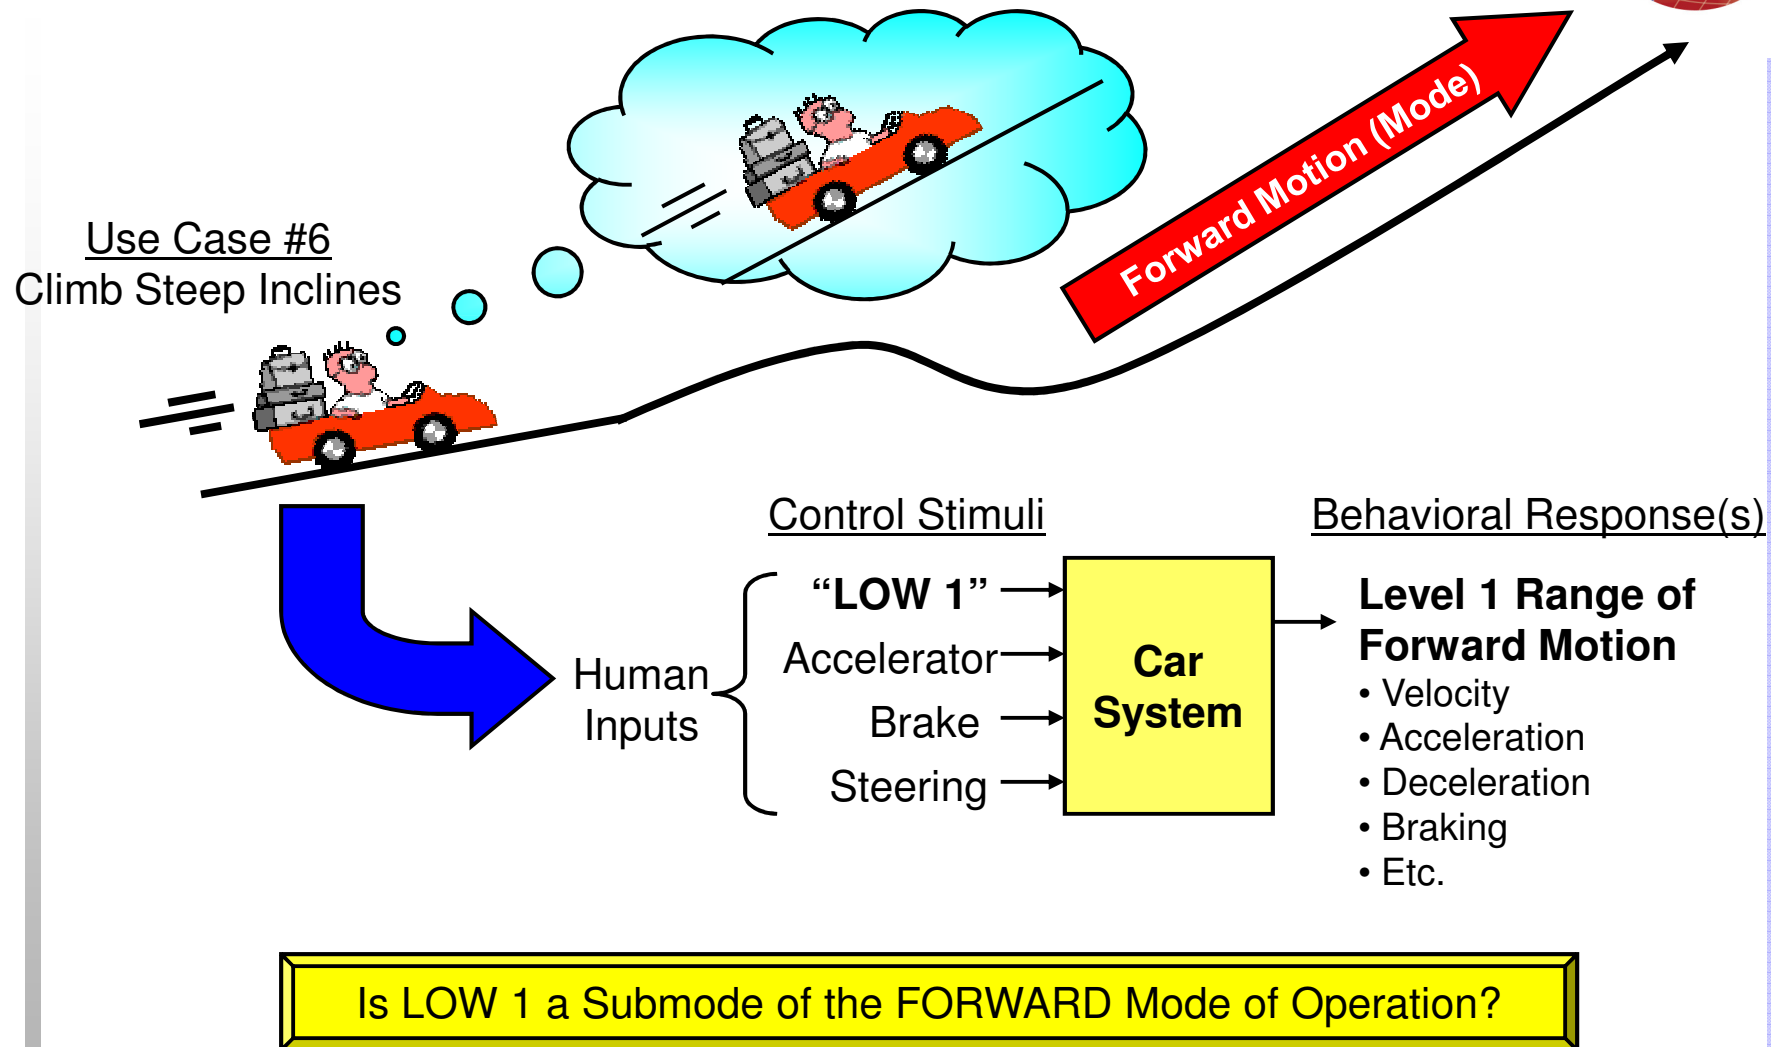 Forward Motion (Mode)
Use Case #6
Climb Steep Inclines
Control Stimuli
Behavioral Response(s)
Human
Inputs
“LOW 1”
Accelerator
Brake
Steering
Car
System
Level 1 Range of
Forward Motion
• Velocity
• Acceleration
• Deceleration
• Braking
• Etc.
Is LOW 1 a Submode of the FORWARD Mode of Operation?